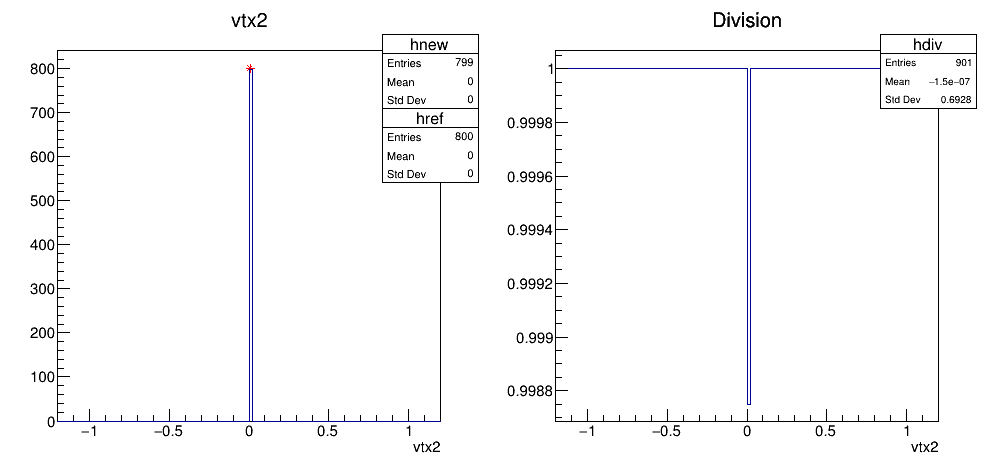 vtx2
hnew
Entries 799
Mean 0
Std Dev 0
href
Entries 800
Mean 0
Std Dev 0
800
700
600
500
400
300
200
100
0
−1 −0.5 0 0.5 1
vtx2
Division
hdiv
Entries 901
Mean −1.5e−07
Std Dev 0.6928
1
0.9998
0.9996
0.9994
0.9992
0.999
0.9988
−1 −0.5 0 0.5 1
vtx2